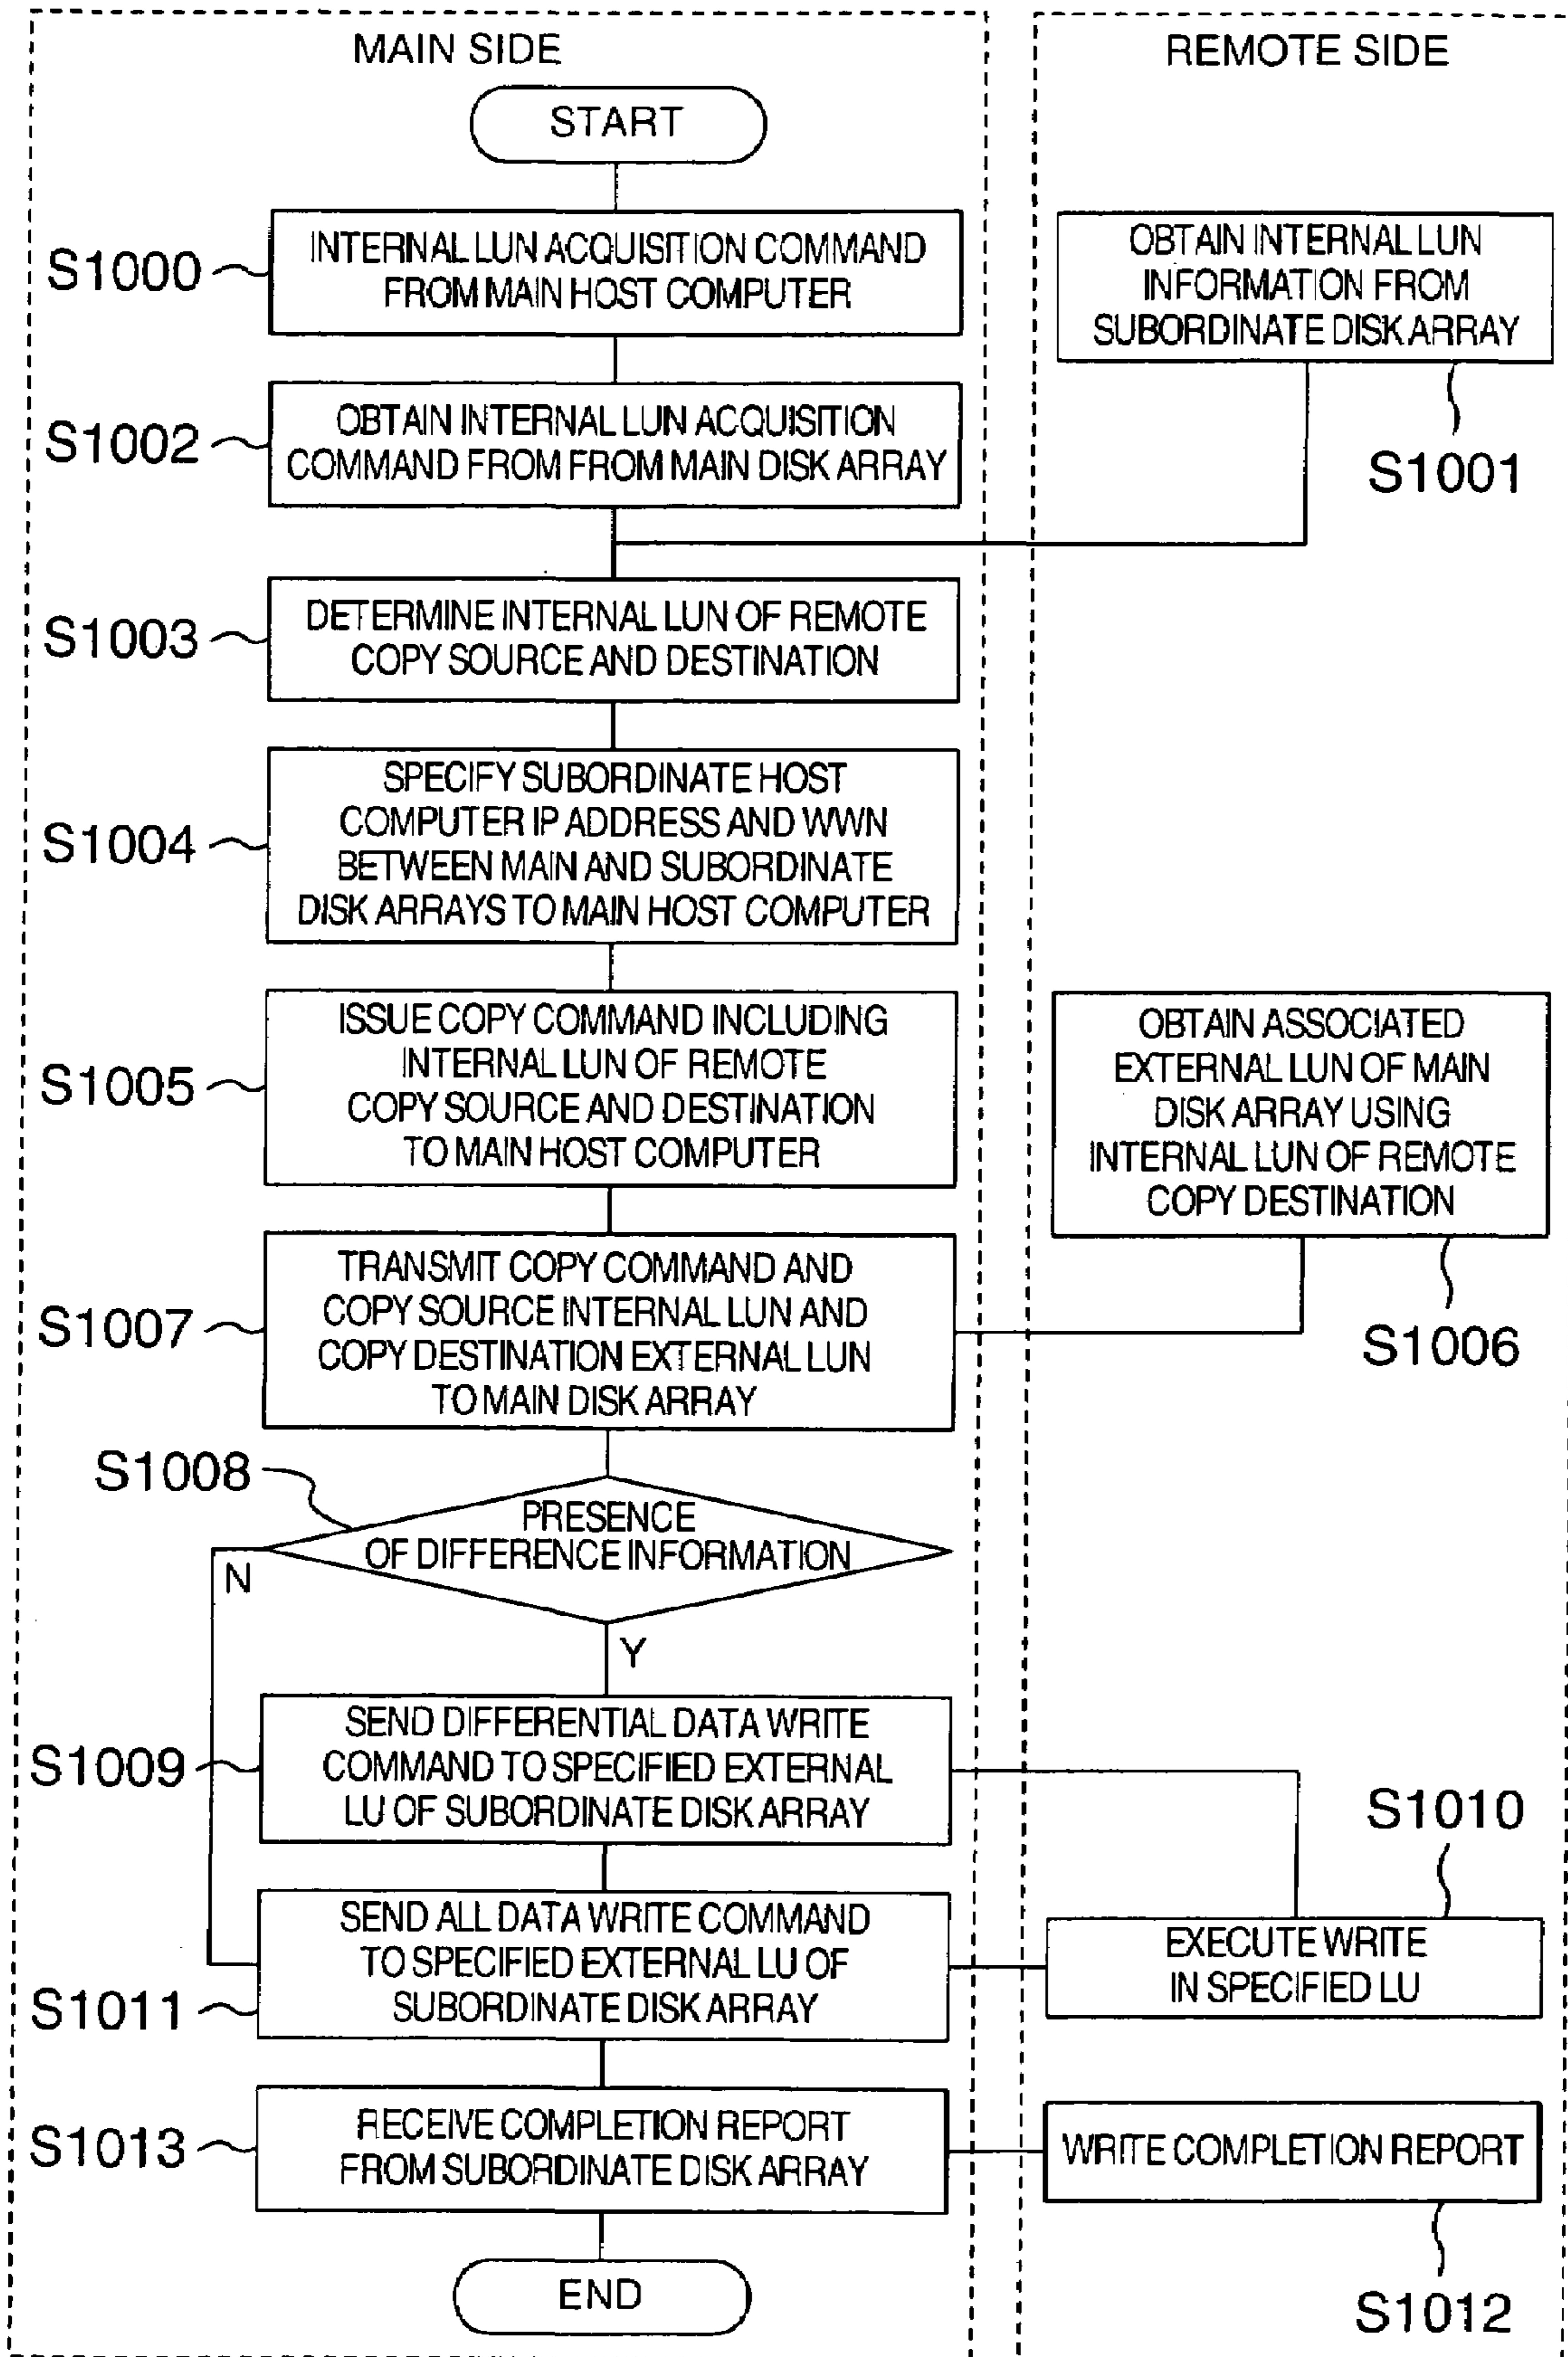 MAIN SIDE
REMOTE SIDE
START
S1000
INTERNAL LUN ACQUISITION COMMAND
FROM MAIN HOST COMPUTER
OBTAIN INTERNAL LUN
INFORMATION FROM
SUBORDINATE DISK ARRAY
S1001
S1002
OBTAIN INTERNAL LUN ACQUISITION
COMMAND FROM FROM MAIN DISK ARRAY
S1003
DETERMINE INTERNAL LUN OF REMOTE
COPY SOURCE AND DESTINATION
S1004
SPECIFY SUBORDINATE HOST
COMPUTER IP ADDRESS AND WWN
BETWEEN MAIN AND SUBORDINATE
DISK ARRAYS TO MAIN HOST COMPUTER
S1005
ISSUE COPY COMMAND INCLUDING
INTERNAL LUN OF REMOTE
COPY SOURCE AND DESTINATION
TO MAIN HOST COMPUTER
OBTAIN ASSOCIATED
EXTERNAL LUN OF MAIN
DISK ARRAY USING
INTERNAL LUN OF REMOTE
COPY DESTINATION
S1006
S1007
TRANSMIT COPY COMMAND AND
COPY SOURCE INTERNAL LUN AND
COPY DESTINATION EXTERNAL LUN
TO MAIN DISK ARRAY
S1008
PRESENCE
OF DIFFERENCE INFORMATION
N
Y
S1009
SEND DIFFERENTIAL DATA WRITE
COMMAND TO SPECIFIED EXTERNAL
LU OF SUBORDINATE DISK ARRAY
S1010
EXECUTE WRITE
IN SPECIFIED LU
S1011
SEND ALL DATA WRITE COMMAND
TO SPECIFIED EXTERNAL LU OF
SUBORDINATE DISK ARRAY
S1013
RECEIVE COMPLETION REPORT
FROM SUBORDINATE DISK ARRAY
WRITE COMPLETION REPORT
S1012
END